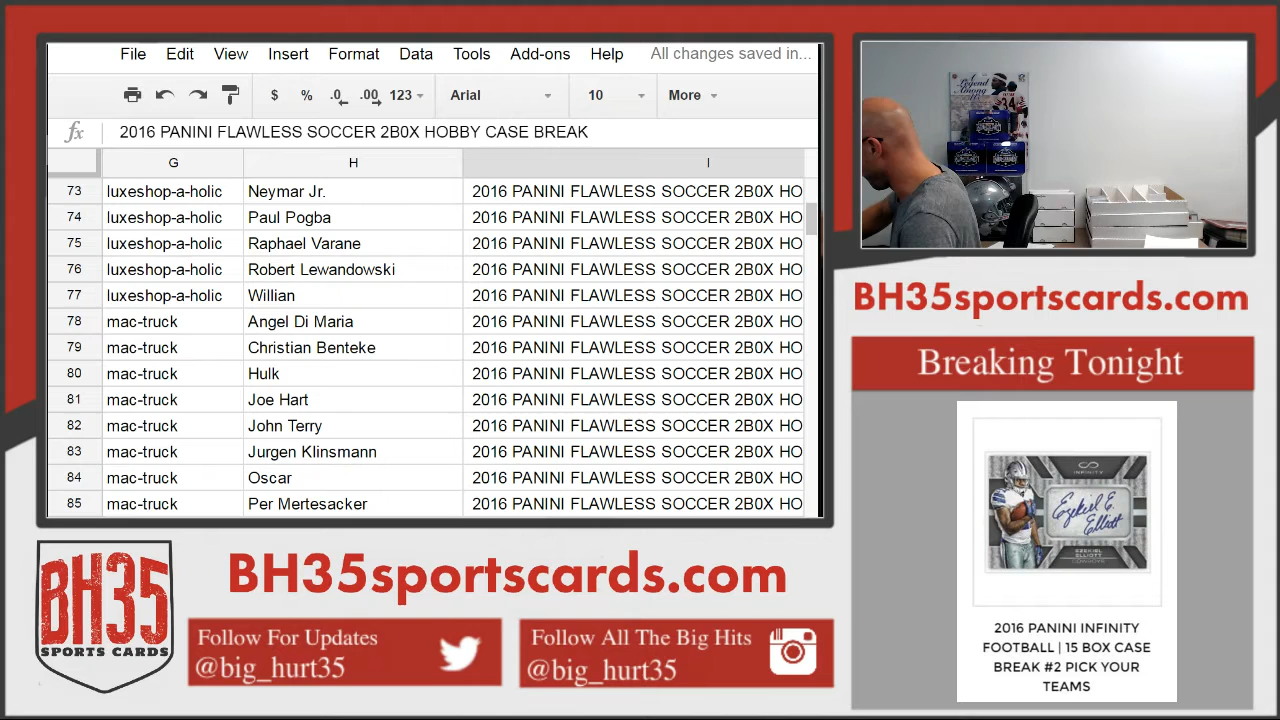 File Edit View Insert Format Data Tools Add-ons Help All changes saved in...
$ % .0 .00 123 Arial 10 More
fx 2016 PANINI FLAWLESS SOCCER 2B0X HOBBY CASE BREAK
G H I
73 luxeshop-a-holic Neymar Jr. 2016 PANINI FLAWLESS SOCCER 2B0X HO
74 luxeshop-a-holic Paul Pogba 2016 PANINI FLAWLESS SOCCER 2B0X HO
75 luxeshop-a-holic Raphael Varane 2016 PANINI FLAWLESS SOCCER 2B0X HO
76 luxeshop-a-holic Robert Lewandowski 2016 PANINI FLAWLESS SOCCER 2B0X HO
77 luxeshop-a-holic Willian 2016 PANINI FLAWLESS SOCCER 2B0X HO
78 mac-truck Angel Di Maria 2016 PANINI FLAWLESS SOCCER 2B0X HO
79 mac-truck Christian Benteke 2016 PANINI FLAWLESS SOCCER 2B0X HO
80 mac-truck Hulk 2016 PANINI FLAWLESS SOCCER 2B0X HO
81 mac-truck Joe Hart 2016 PANINI FLAWLESS SOCCER 2B0X HO
82 mac-truck John Terry 2016 PANINI FLAWLESS SOCCER 2B0X HO
83 mac-truck Jurgen Klinsmann 2016 PANINI FLAWLESS SOCCER 2B0X HO
84 mac-truck Oscar 2016 PANINI FLAWLESS SOCCER 2B0X HO
85 mac-truck Per Mertesacker 2016 PANINI FLAWLESS SOCCER 2B0X HO
A Legend Among
34
BH35sportscards.com
Breaking Tonight
INFINITY
Ezekiel E.
Elliott
EZEKIEL
ELLIOTT
COWBOYS
2016 PANINI INFINITY
FOOTBALL | 15 BOX CASE
BREAK #2 PICK YOUR
TEAMS
BH35
SPORTS CARDS
BH35sportscards.com
Follow For Updates
@big_hurt35
Follow All The Big Hits
@big_hurt35